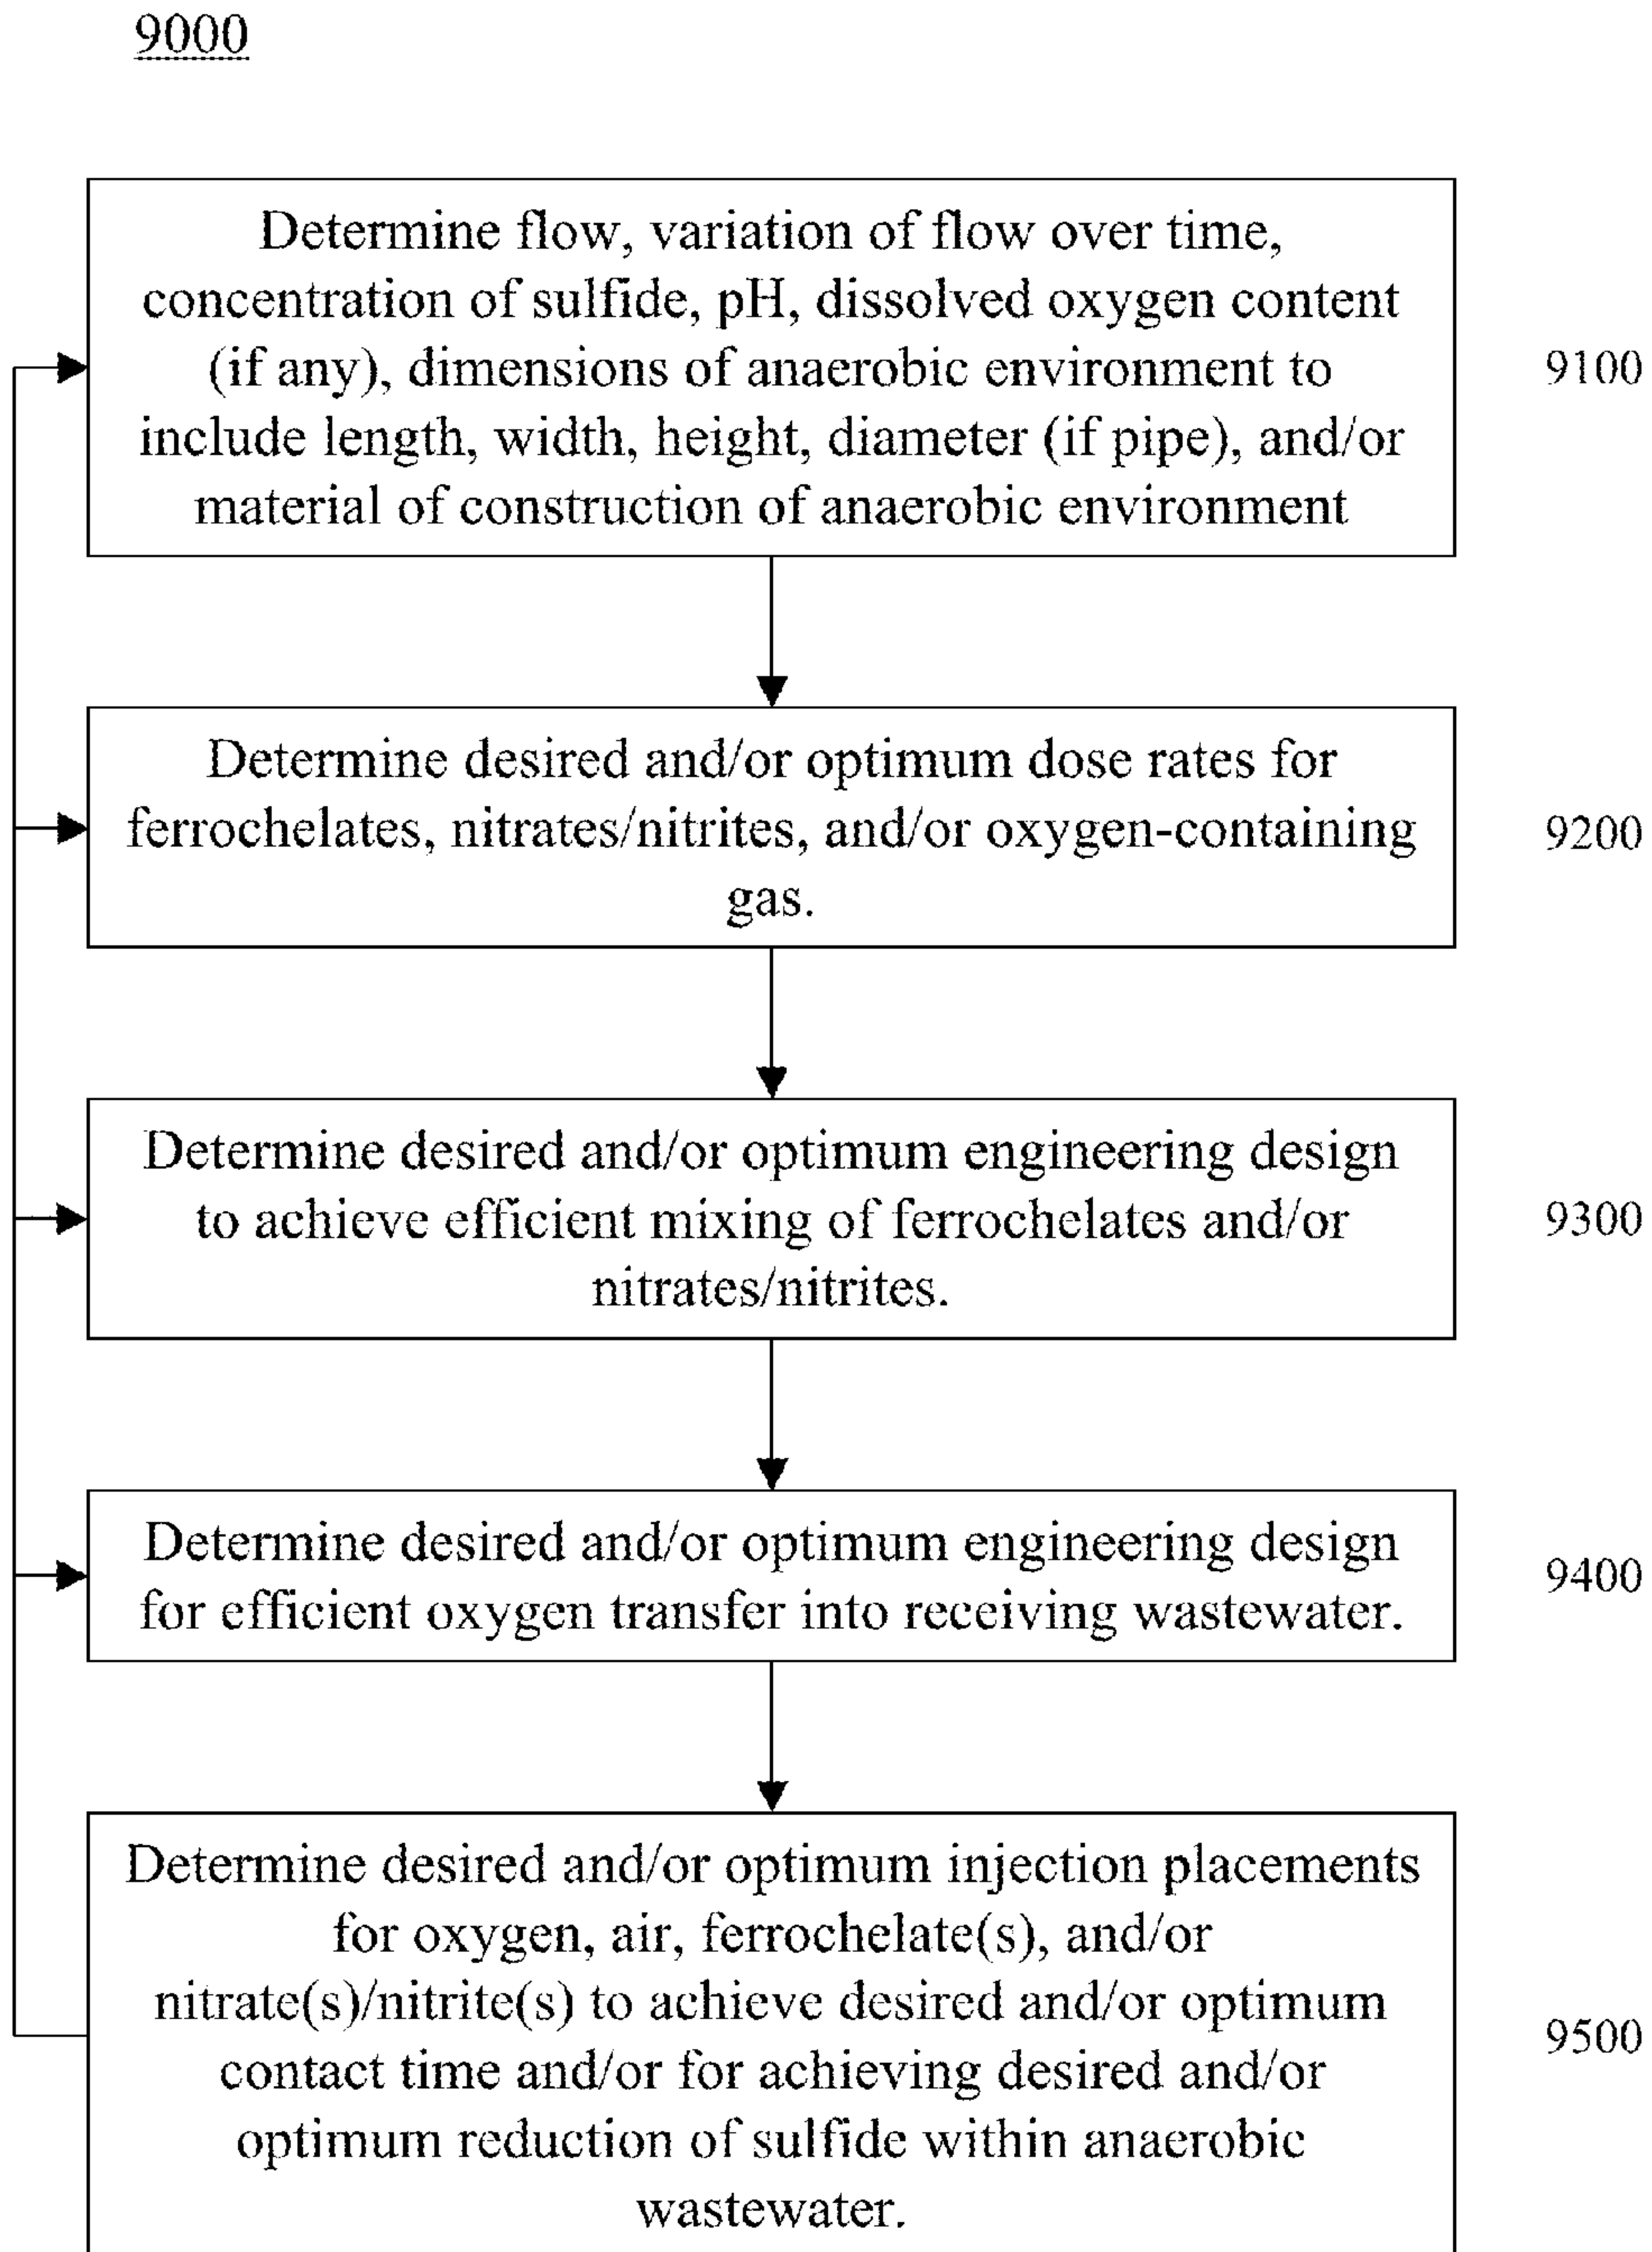 9000
Determine flow, variation of flow over time,
concentration of sulfide, pH, dissolved oxygen content
(if any), dimensions of anaerobic environment to
include length, width, height, diameter (if pipe), and/or
material of construction of anaerobic environment
9100
Determine desired and/or optimum dose rates for
ferrochelates, nitrates/nitrites, and/or oxygen-containing
gas.
9200
Determine desired and/or optimum engineering design
to achieve efficient mixing of ferrochelates and/or
nitrates/nitrites.
9300
Determine desired and/or optimum engineering design
for efficient oxygen transfer into receiving wastewater.
9400
Determine desired and/or optimum injection placements
for oxygen, air, ferrochelate(s), and/or
nitrate(s)/nitrite(s) to achieve desired and/or optimum
contact time and/or for achieving desired and/or
optimum reduction of sulfide within anaerobic
wastewater.
9500